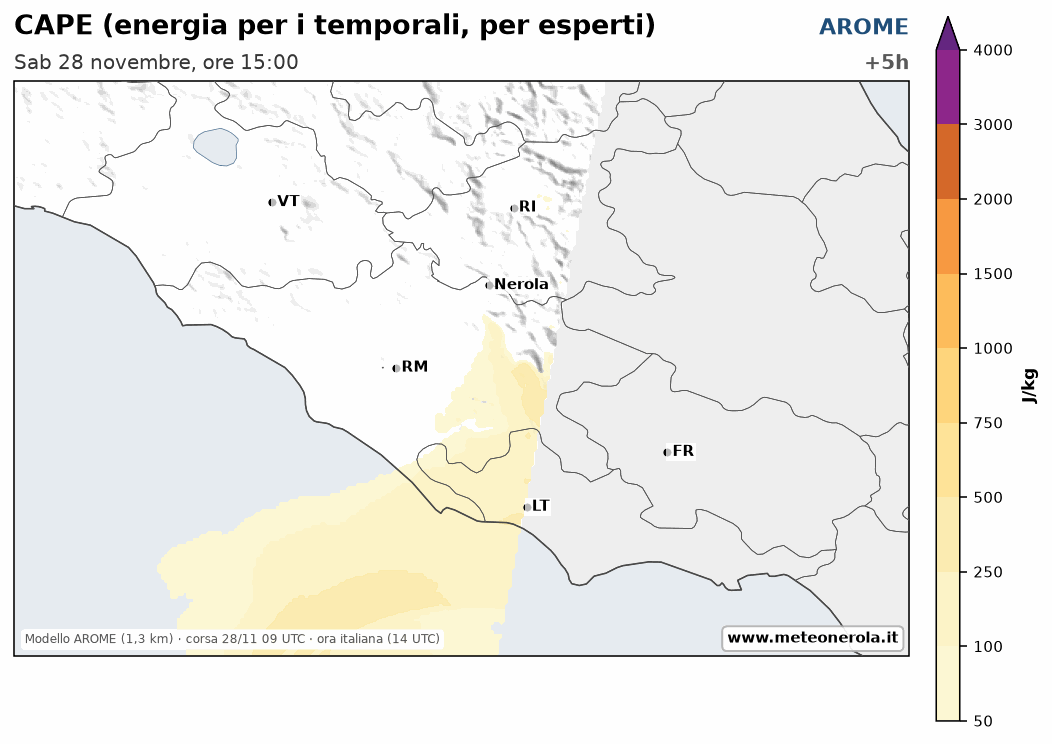 CAPE (energia per i temporali, per esperti)
AROME
Sab 28 novembre, ore 15:00
+5h
4000
3000
2000
1500
1000
750
500
250
100
50
J/kg
VT
RI
Nerola
RM
FR
LT
Modello AROME (1,3 km) · corsa 28/11 09 UTC · ora italiana (14 UTC)
www.meteonerola.it